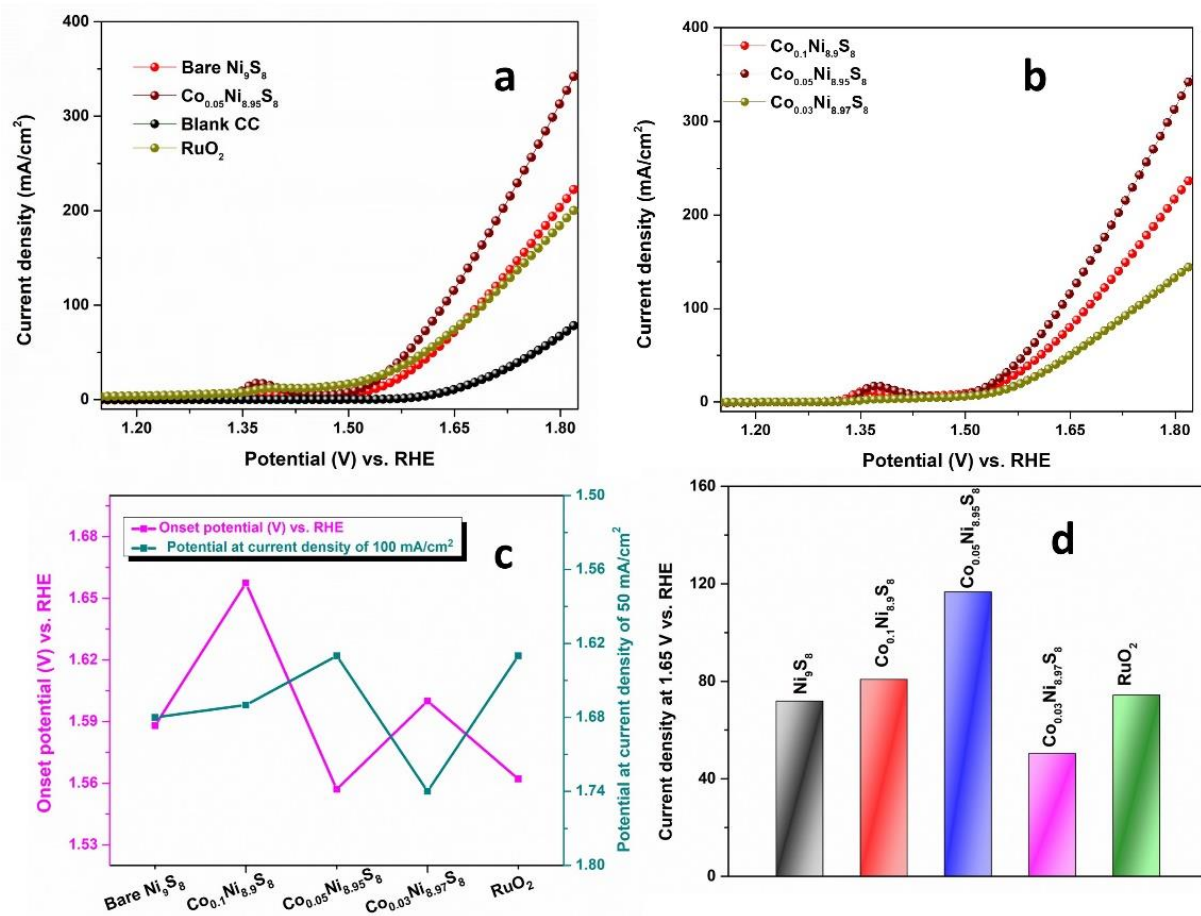 a
Bare Ni₉S₈
Co₀.₀₅Ni₈.₉₅S₈
Blank CC
RuO₂
Current density (mA/cm²)
400
300
200
100
0
1.20 1.35 1.50 1.65 1.80
Potential (V) vs. RHE
b
Co₀.₁Ni₈.₉S₈
Co₀.₀₅Ni₈.₉₅S₈
Co₀.₀₃Ni₈.₉₇S₈
Current density (mA/cm²)
400
300
200
100
0
1.20 1.35 1.50 1.65 1.80
Potential (V) vs. RHE
c
Onset potential (V) vs. RHE
Potential at current density of 100 mA/cm²
Onset potential (V) vs. RHE
1.68
1.65
1.62
1.59
1.56
1.53
Potential at current density of 50 mA/cm²
1.50
1.56
1.62
1.68
1.74
1.80
Bare Ni₉S₈ Co₀.₁Ni₈.₉S₈ Co₀.₀₅Ni₈.₉₅S₈ Co₀.₀₃Ni₈.₉₇S₈ RuO₂
d
Current density at 1.65 V vs. RHE
160
120
80
40
0
Ni₉S₈
Co₀.₁Ni₈.₉S₈
Co₀.₀₅Ni₈.₉₅S₈
Co₀.₀₃Ni₈.₉₇S₈
RuO₂